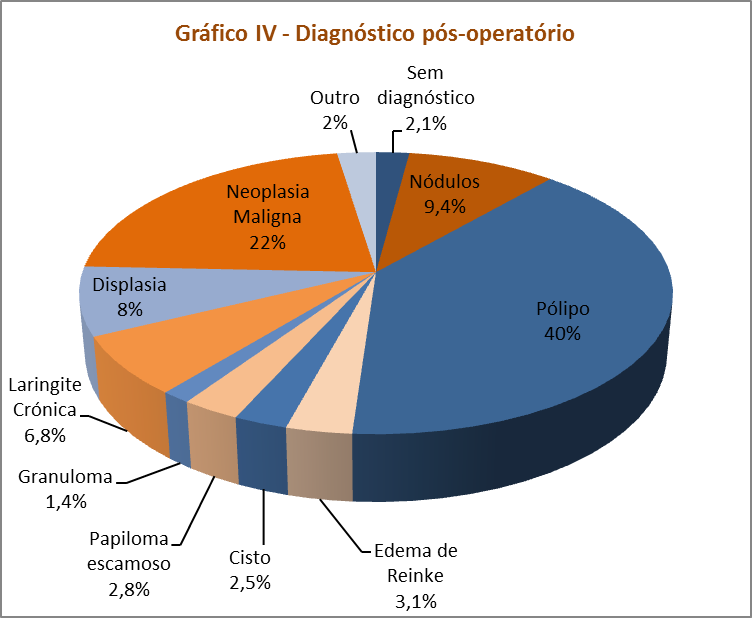 Gráfico IV - Diagnóstico pós-operatório
Sem
diagnóstico
2,1%
Nódulos
9,4%
Pólipo
40%
Edema de
Reinke
3,1%
Cisto
2,5%
Papiloma
escamoso
2,8%
Granuloma
1,4%
Laringite
Crónica
6,8%
Displasia
8%
Neoplasia
Maligna
22%
Outro
2%